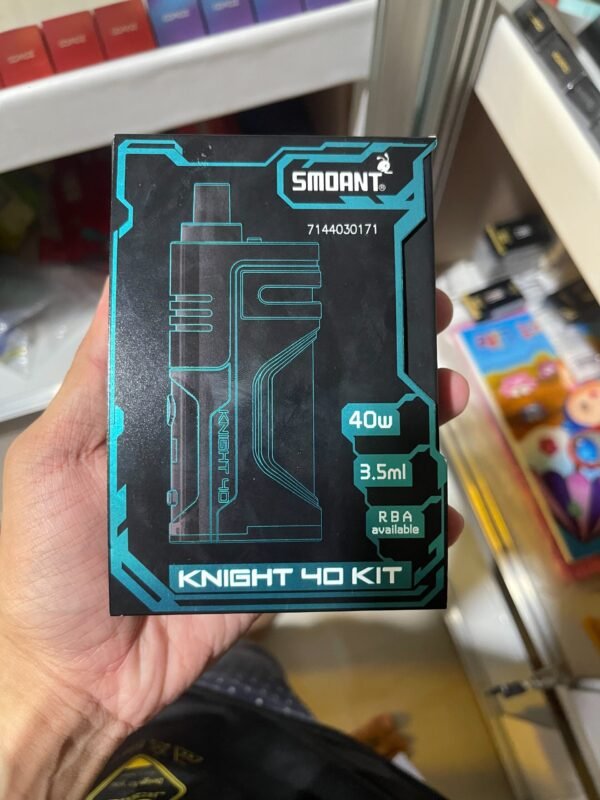 SMOANT®
7144030171
KNIGHT 40
40w
3.5ml
RBA
available
KNIGHT 40 KIT